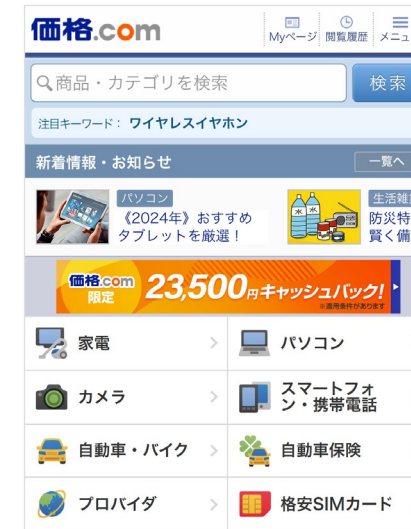 価格.com
Myページ 閲覧履歴 メニュ
商品・カテゴリを検索 検索
注目キーワード： ワイヤレスイヤホン
新着情報・お知らせ 一覧へ
パソコン
《2024年》おすすめ
タブレットを厳選！
生活雑
防災特
賢く備
価格.com
限定
23,500円キャッシュバック!
※適用条件があります
家電
パソコン
カメラ
スマートフォ
ン・携帯電話
自動車・バイク
自動車保険
プロバイダ
格安SIMカード